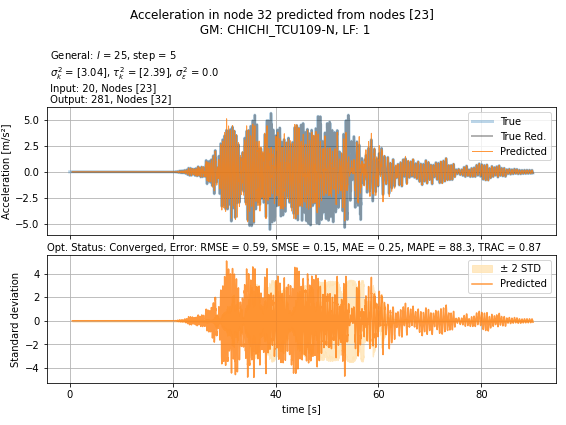 Acceleration in node 32 predicted from nodes [23]
GM: CHICHI_TCU109-N, LF: 1
General: l = 25, step = 5
σ²ₖ = [3.04], τ²ₖ = [2.39], σ²ε = 0.0
Input: 20, Nodes [23]
Output: 281, Nodes [32]
Acceleration [m/s²]
5.0
2.5
0.0
−2.5
−5.0
True
True Red.
Predicted
Opt. Status: Converged, Error: RMSE = 0.59, SMSE = 0.15, MAE = 0.25, MAPE = 88.3, TRAC = 0.87
Standard deviation
4
2
0
−2
−4
± 2 STD
Predicted
0 20 40 60 80
time [s]